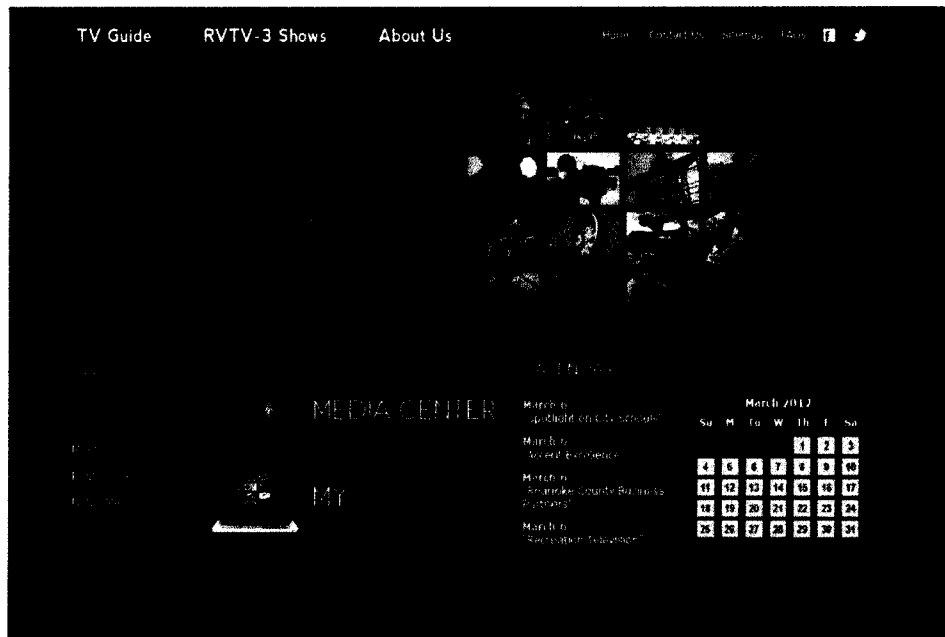 TV Guide RVTV-3 Shows About Us Home Contact Us Sitemap FAQs
MEDIA CENTER
MY
March 6
"Spotlight on City Schools"
March 6
"Accent Excellence"
March 6
"Roanoke County Business
Partners"
March 6
"Recreation Television"
March 2012
Su M Tu W Th F Sa
1 2 3
4 5 6 7 8 9 10
11 12 13 14 15 16 17
18 19 20 21 22 23 24
25 26 27 28 29 30 31